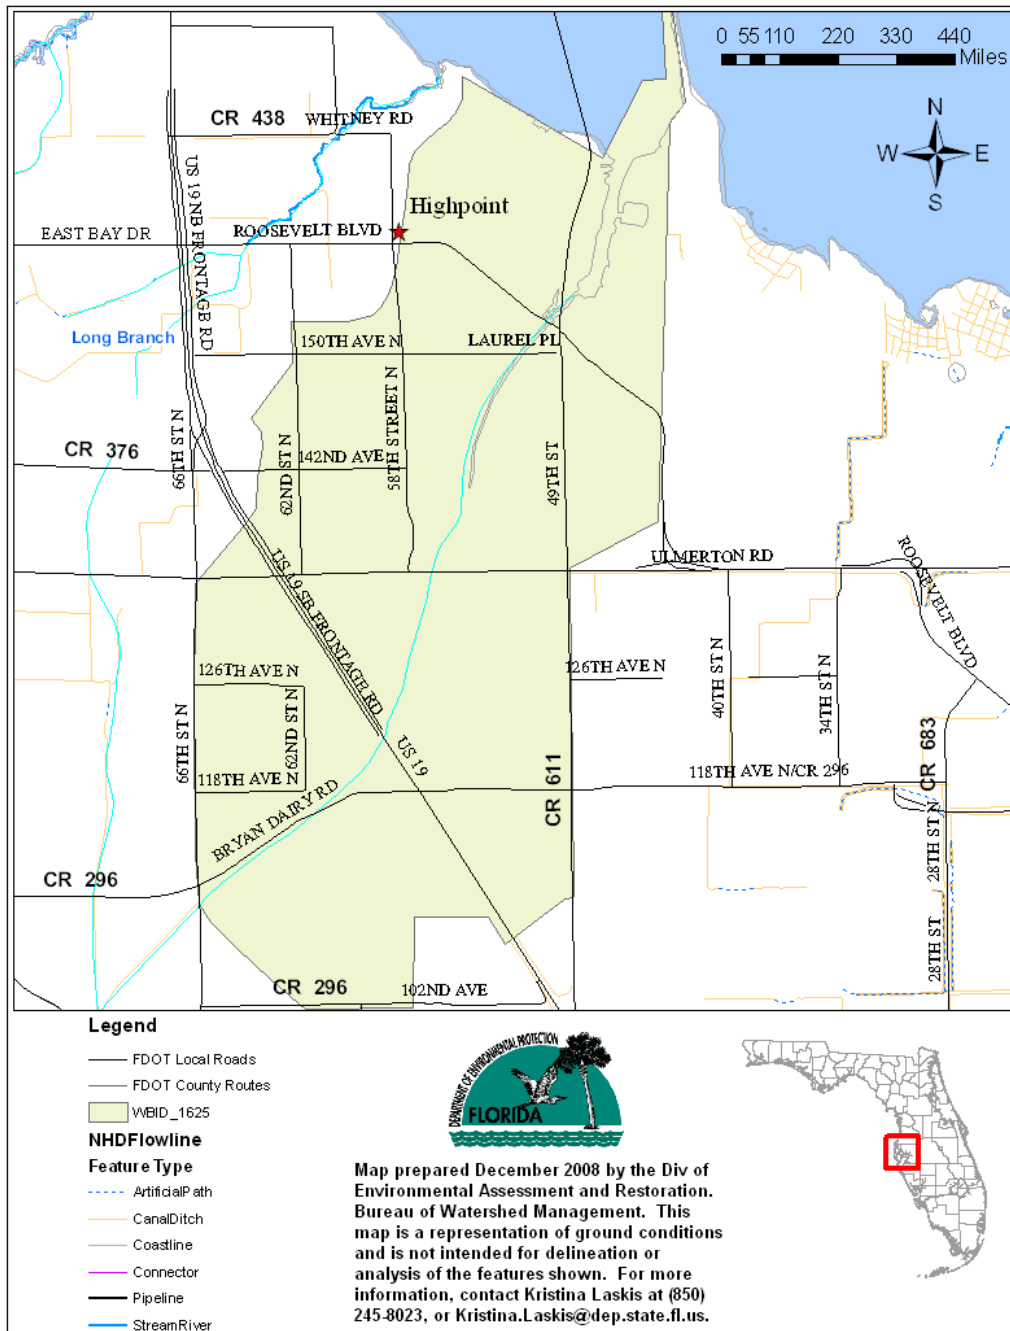 0 55 110 220 330 440
Miles
N
W E
S
CR 438
WHITNEY RD
US 19 NB FRONTAGE RD
Highpoint
EAST BAY DR
ROOSEVELT BLVD
Long Branch
150TH AVE N
LAUREL PL
66TH ST N
CR 376
62ND ST N
142ND AVE
58TH STREET N
49TH ST
ULMERTON RD
ROOSEVELT BLVD
US 19 SB FRONTAGE RD
126TH AVE N
126TH AVE N
66TH ST N
62ND ST N
40TH ST N
34TH ST N
US 19
118TH AVE N
118TH AVE N/CR 296
CR 683
CR 611
BRYAN DAIRY RD
28TH ST N
CR 296
28TH ST
CR 296
102ND AVE
Legend
FDOT Local Roads
FDOT County Routes
WBID_1625
NHDFlowline
Feature Type
ArtificialPath
CanalDitch
Coastline
Connector
Pipeline
StreamRiver
DEPARTMENT OF ENVIRONMENTAL PROTECTION
FLORIDA
Map prepared December 2008 by the Div of
Environmental Assessment and Restoration.
Bureau of Watershed Management. This
map is a representation of ground conditions
and is not intended for delineation or
analysis of the features shown. For more
information, contact Kristina Laskis at (850)
245-8023, or Kristina.Laskis@dep.state.fl.us.